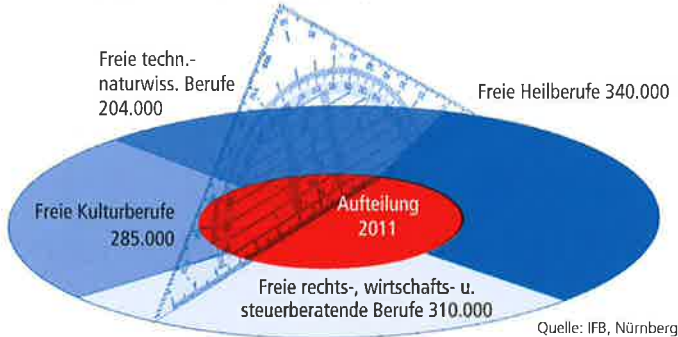 Freie techn.-
naturwiss. Berufe
204.000
Freie Heilberufe 340.000
Freie Kulturberufe
285.000
Aufteilung
2011
Freie rechts-, wirtschafts- u.
steuerberatende Berufe 310.000
Quelle: IFB, Nürnberg